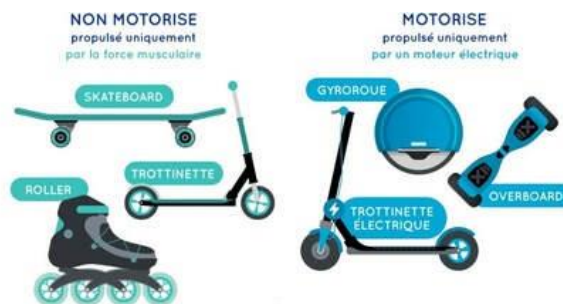 NON MOTORISE
propulsé uniquement
par la force musculaire
SKATEBOARD
TROTTINETTE
ROLLER
MOTORISE
propulsé uniquement
par un moteur électrique
GYROROUE
OVERBOARD
TROTTINETTE
ÉLECTRIQUE